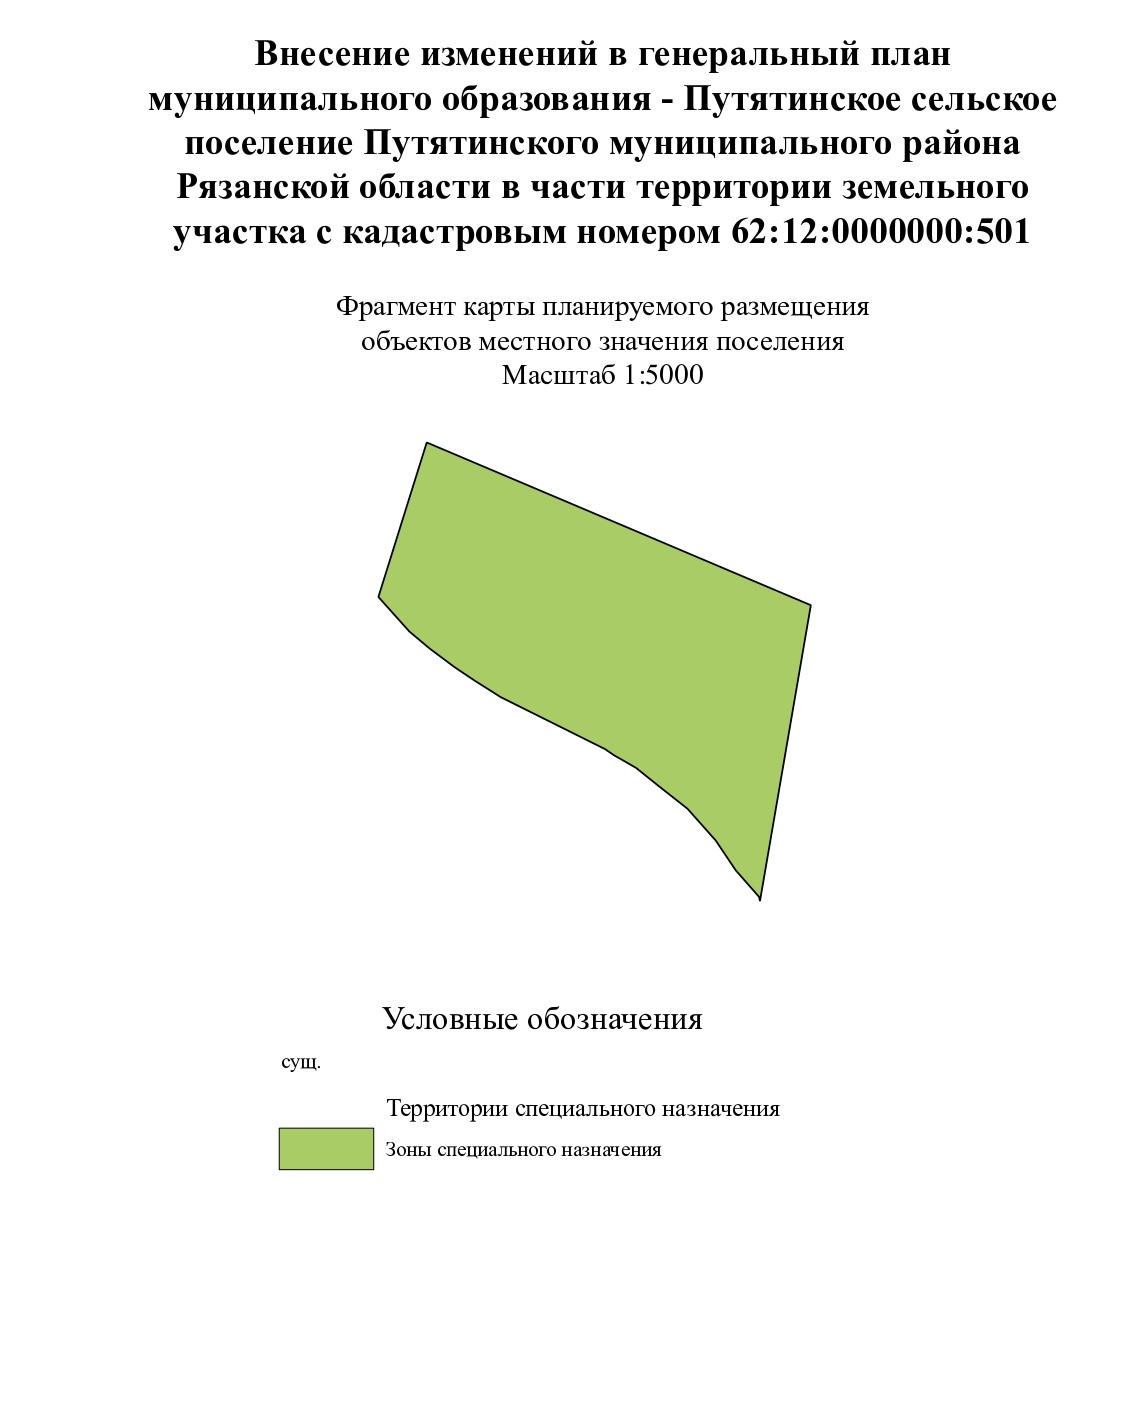 Внесение изменений в генеральный план
муниципального образования - Путятинское сельское
поселение Путятинского муниципального района
Рязанской области в части территории земельного
участка с кадастровым номером 62:12:0000000:501
Фрагмент карты планируемого размещения
объектов местного значения поселения
Масштаб 1:5000
Условные обозначения
сущ.
Территории специального назначения
Зоны специального назначения